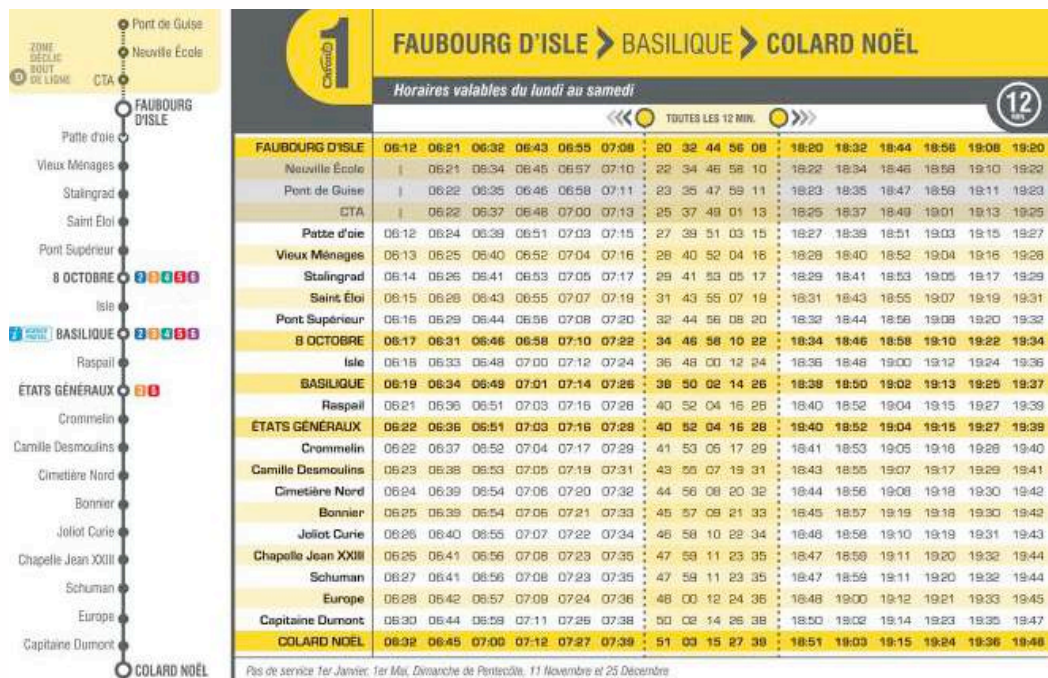 Pont de Guise
Neuville École
ZONE
DÉCLIC
BOUT
DE LIGNE
CTA
FAUBOURG
D'ISLE
Patte d'oie
Vieux Ménages
Stalingrad
Saint Éloi
Pont Supérieur
8 OCTOBRE 2 3 4 5 6
Isle
BASILIQUE 2 3 4 5 6
Raspail
ÉTATS GÉNÉRAUX
Crommelin
Camille Desmoulins
Cimetière Nord
Bonnier
Joliot Curie
Chapelle Jean XXIII
Schuman
Europe
Capitaine Dumont
COLARD NOËL
1
FAUBOURG D'ISLE > BASILIQUE > COLARD NOËL
Horaires valables du lundi au samedi
TOUTES LES 12 MIN.
12
FAUBOURG D'ISLE 06:12 06:21 06:32 06:43 06:55 07:08 20 32 44 56 08 18:20 18:32 18:44 18:56 19:08 19:20
Neuville École | 06:21 06:34 06:45 06:57 07:10 22 34 46 58 10 18:22 18:34 18:46 18:58 19:10 19:22
Pont de Guise | 06:22 06:35 06:46 06:58 07:11 23 35 47 59 11 18:23 18:35 18:47 18:59 19:11 19:23
CTA | 06:22 06:37 06:48 07:00 07:13 25 37 49 01 13 18:25 18:37 18:49 19:01 19:13 19:25
Patte d'oie 06:12 06:24 06:39 06:51 07:03 07:15 27 39 51 03 15 18:27 18:39 18:51 19:03 19:15 19:27
Vieux Ménages 06:13 06:25 06:40 06:52 07:04 07:16 28 40 52 04 16 18:28 18:40 18:52 19:04 19:16 19:28
Stalingrad 06:14 06:26 06:41 06:53 07:05 07:17 29 41 53 05 17 18:29 18:41 18:53 19:05 19:17 19:29
Saint Éloi 06:15 06:28 06:43 06:55 07:07 07:19 31 43 55 07 19 18:31 18:43 18:55 19:07 19:19 19:31
Pont Supérieur 06:16 06:29 06:44 06:56 07:08 07:20 32 44 56 08 20 18:32 18:44 18:56 19:08 19:20 19:32
8 OCTOBRE 06:17 06:31 06:46 06:58 07:10 07:22 34 46 58 10 22 18:34 18:46 18:58 19:10 19:22 19:34
Isle 06:18 06:33 06:48 07:00 07:12 07:24 36 48 00 12 24 18:36 18:48 19:00 19:12 19:24 19:36
BASILIQUE 06:19 06:34 06:49 07:01 07:14 07:26 38 50 02 14 26 18:38 18:50 19:02 19:13 19:25 19:37
Raspail 06:21 06:36 06:51 07:03 07:16 07:28 40 52 04 16 28 18:40 18:52 19:04 19:15 19:27 19:39
ÉTATS GÉNÉRAUX 06:22 06:36 06:51 07:03 07:16 07:28 40 52 04 16 28 19:40 18:52 19:04 19:15 19:27 19:39
Crommelin 06:22 06:37 06:52 07:04 07:17 07:29 41 53 05 17 29 18:41 18:53 19:05 19:16 19:28 19:40
Camille Desmoulins 06:23 06:38 06:53 07:05 07:19 07:31 43 55 07 19 31 18:43 18:55 19:07 19:17 19:29 19:41
Cimetière Nord 06:24 06:39 06:54 07:06 07:20 07:32 44 56 08 20 32 18:44 18:56 19:08 19:18 19:30 19:42
Bonnier 06:25 06:39 06:54 07:06 07:21 07:33 45 57 09 21 33 18:45 18:57 19:19 19:18 19:30 19:42
Joliot Curie 06:26 06:40 06:55 07:07 07:22 07:34 46 58 10 22 34 18:46 18:58 19:10 19:19 19:31 19:43
Chapelle Jean XXIII 06:25 06:41 06:56 07:08 07:23 07:35 47 59 11 23 35 18:47 18:59 19:11 19:20 19:32 19:44
Schuman 06:27 06:41 06:56 07:08 07:23 07:35 47 59 11 23 35 18:47 18:59 19:11 19:20 19:32 19:44
Europe 06:28 06:42 06:57 07:09 07:24 07:36 48 00 12 24 36 18:48 19:00 19:12 19:21 19:33 19:45
Capitaine Dumont 06:30 06:44 06:59 07:11 07:26 07:38 50 02 14 26 38 18:50 19:02 19:14 19:23 19:35 19:47
COLARD NOËL 06:32 06:45 07:00 07:12 07:27 07:39 51 03 15 27 39 18:51 19:03 19:15 19:24 19:36 19:48
Pas de service 1er Janvier, 1er Mai, Dimanche de Pentecôte, 11 Novembre et 25 Décembre